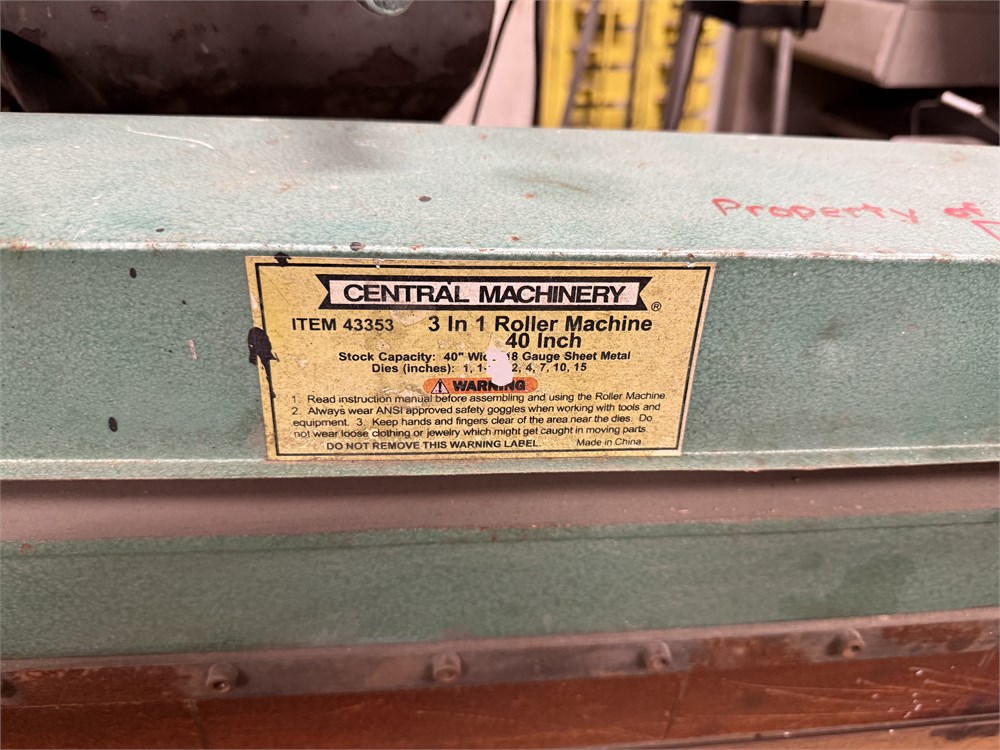 Property of
CENTRAL MACHINERY ®
ITEM 43353 3 In 1 Roller Machine
40 Inch
Stock Capacity: 40" 18 Gauge Sheet Metal
Dies (inches): 1, 2, 4, 7, 10, 15
WARNING
1. Read instruction manual before assembling and using the Roller Machine
2. Always wear ANSI approved safety goggles when working with tools and
equipment. 3. Keep hands and fingers clear of the area near the dies. Do
not wear loose clothing or jewelry which might get caught in moving parts.
DO NOT REMOVE THIS WARNING LABEL. Made in China